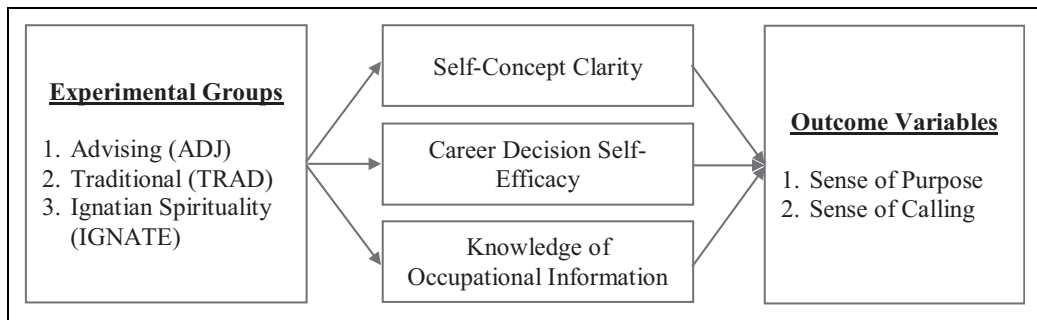 Experimental Groups
1. Advising (ADJ)
2. Traditional (TRAD)
3. Ignatian Spirituality
(IGNATE)
Self-Concept Clarity
Career Decision Self-
Efficacy
Knowledge of
Occupational Information
Outcome Variables
1. Sense of Purpose
2. Sense of Calling